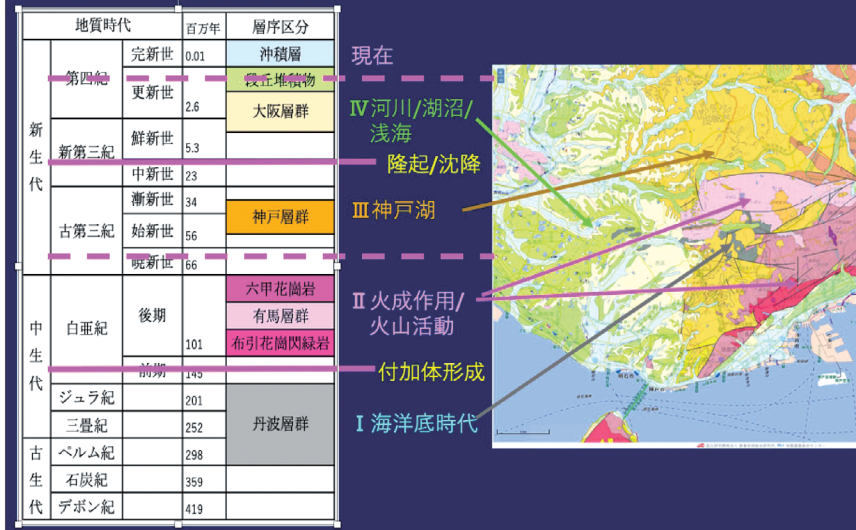 地質時代 百万年 層序区分
新生代 第四紀 完新世 0.01 沖積層
更新世 2.6 段丘堆積物
大阪層群
新第三紀 鮮新世 5.3
中新世 23
古第三紀 漸新世 34
始新世 56 神戸層群
暁新世 66
中生代 白亜紀 後期 101 六甲花崗岩
有馬層群
布引花崗閃緑岩
前期 145
ジュラ紀 201 丹波層群
三畳紀 252
古生代 ペルム紀 298
石炭紀 359
デボン紀 419
現在
Ⅳ河川/湖沼/
浅海
隆起/沈降
Ⅲ神戸湖
Ⅱ火成作用/
火山活動
付加体形成
Ⅰ海洋底時代